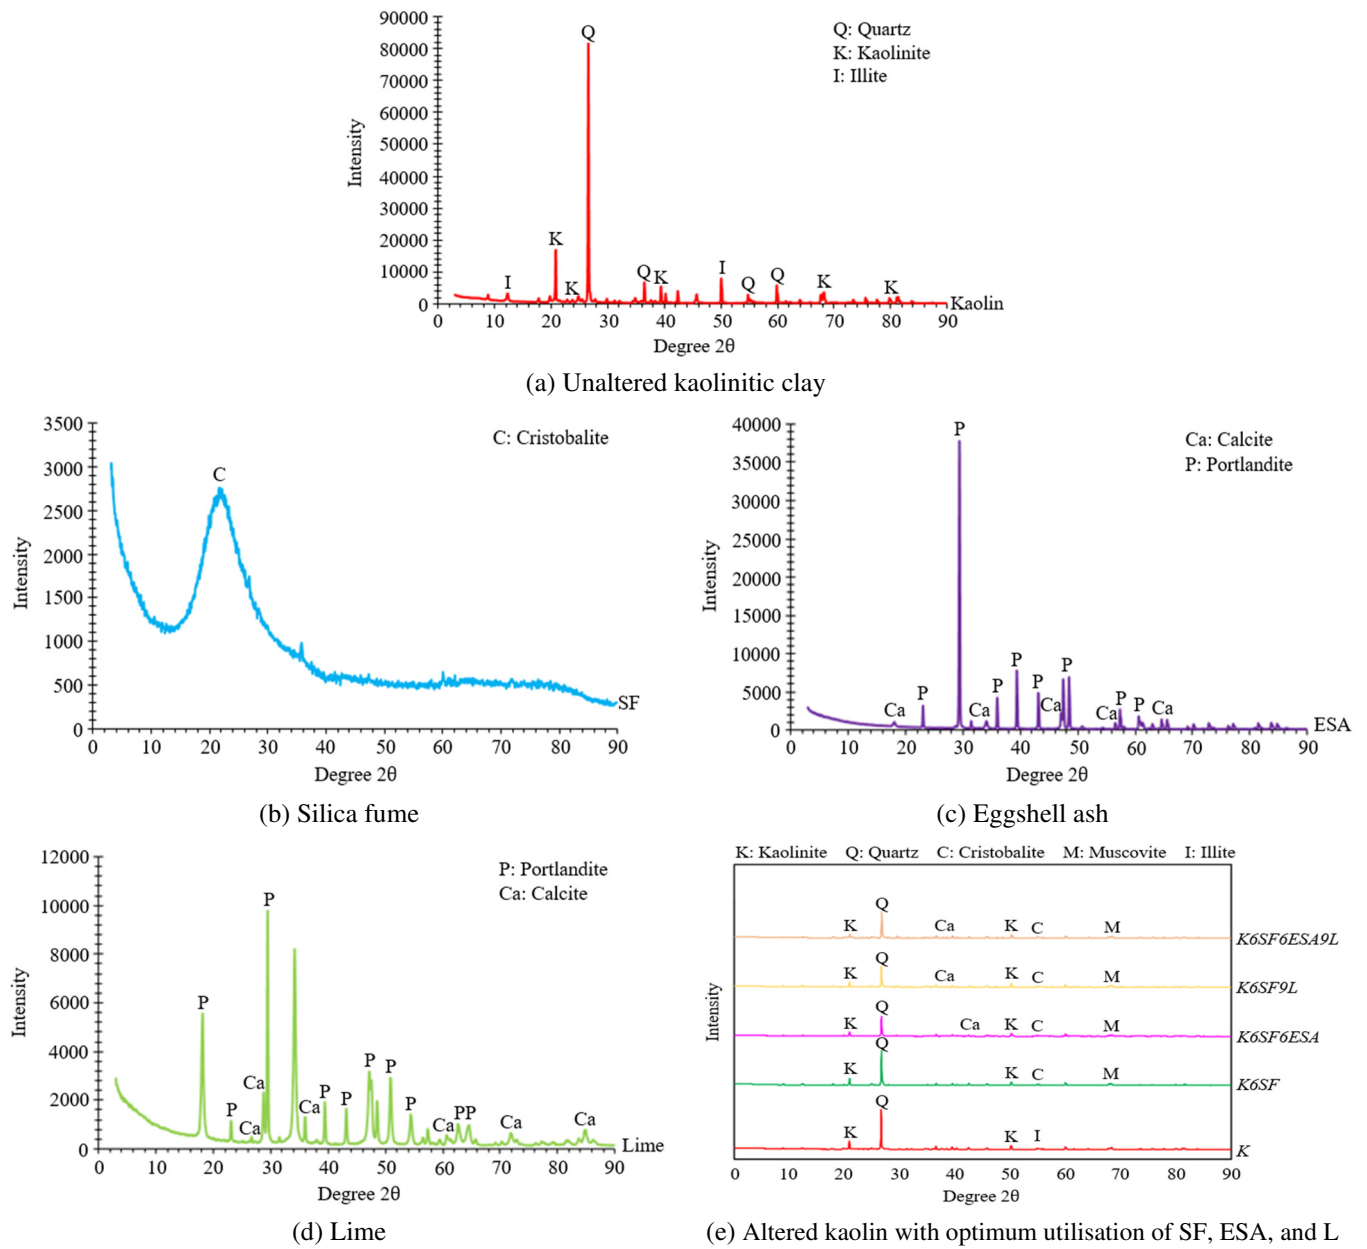 90000
80000
70000
60000
50000
40000
30000
20000
10000
0
Intensity
Q: Quartz
K: Kaolinite
I: Illite
I
K
K
Q
Q
K
I
Q
Q
K
K
Kaolin
0 10 20 30 40 50 60 70 80 90
Degree 2θ
(a) Unaltered kaolinitic clay
3500
3000
2500
2000
1500
1000
500
0
Intensity
C: Cristobalite
C
SF
0 10 20 30 40 50 60 70 80 90
Degree 2θ
(b) Silica fume
40000
35000
30000
25000
20000
15000
10000
5000
0
Intensity
Ca: Calcite
P: Portlandite
Ca
P
P
Ca
P
P
P
Ca
P
Ca
P
P
Ca
ESA
0 10 20 30 40 50 60 70 80 90
Degree 2θ
(c) Eggshell ash
12000
10000
8000
6000
4000
2000
0
Intensity
P: Portlandite
Ca: Calcite
P
P
Ca
Ca
P
Ca
P
P
P
P
P
Ca
PP
Ca
Ca
Lime
0 10 20 30 40 50 60 70 80 90
Degree 2θ
(d) Lime
K: Kaolinite Q: Quartz C: Cristobalite M: Muscovite I: Illite
Intensity
Q
K Ca K C M
K6SF6ESA9L
Q
K Ca K C M
K6SF9L
Q
K Ca K C M
K6SF6ESA
Q
K K C M
K6SF
Q
K K I
K
0 10 20 30 40 50 60 70 80 90
Degree 2θ
(e) Altered kaolin with optimum utilisation of SF, ESA, and L